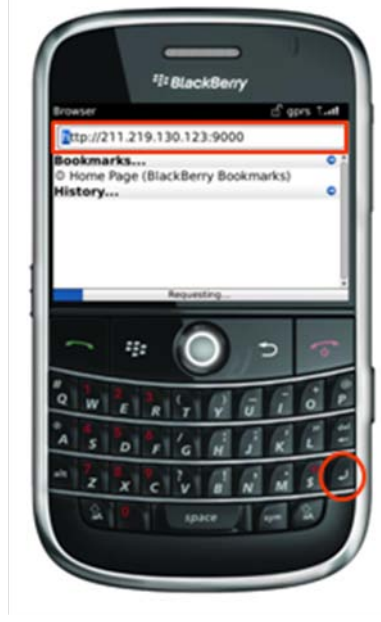 BlackBerry
Browser gprs
http://211.219.130.123:9000
Bookmarks...
Home Page (BlackBerry Bookmarks)
History...
Requesting...
Q W E R T Y U I O P
A S D F G H J K L
alt Z X C V B N M $
0 space sym